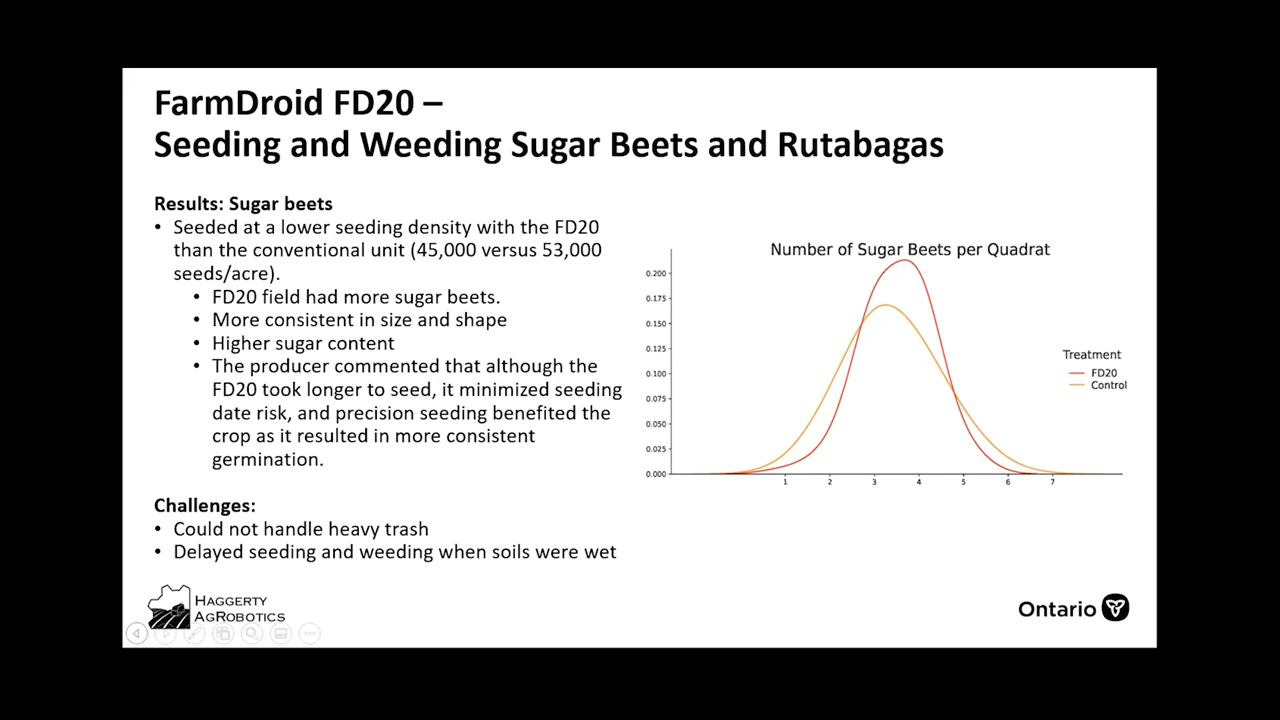 FarmDroid FD20 –
Seeding and Weeding Sugar Beets and Rutabagas
Results: Sugar beets
• Seeded at a lower seeding density with the FD20
than the conventional unit (45,000 versus 53,000
seeds/acre).
• FD20 field had more sugar beets.
• More consistent in size and shape
• Higher sugar content
• The producer commented that although the
FD20 took longer to seed, it minimized seeding
date risk, and precision seeding benefited the
crop as it resulted in more consistent
germination.
Challenges:
• Could not handle heavy trash
• Delayed seeding and weeding when soils were wet
Number of Sugar Beets per Quadrat
0.200
0.175
0.150
0.125
0.100
0.075
0.050
0.025
0.000
1 2 3 4 5 6 7
Treatment
FD20
Control
HAGGERTY
AGROBOTICS
Ontario